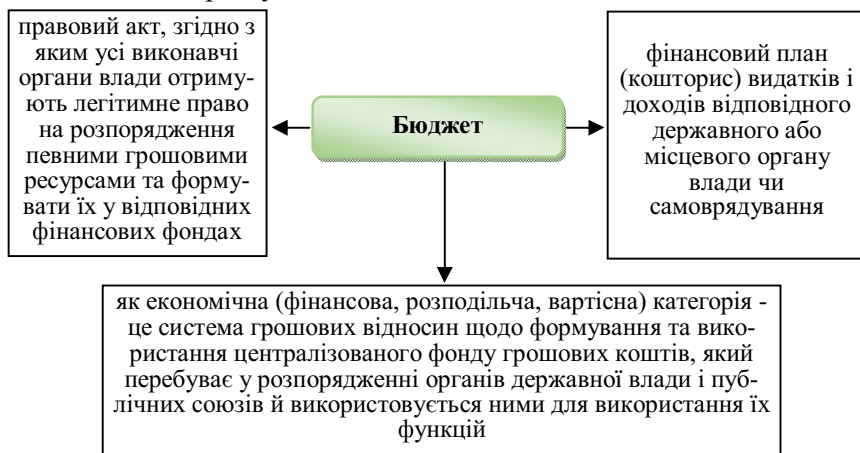 правовий акт, згідно з
яким усі виконавчі
органи влади отриму-
ють легітимне право
на розпорядження
певними грошовими
ресурсами та форму-
вати їх у відповідних
фінансових фондах
Бюджет
фінансовий план
(кошторис) видатків і
доходів відповідного
державного або
місцевого органу
влади чи
самоврядування
як економічна (фінансова, розподільча, вартісна) категорія -
це система грошових відносин щодо формування та вико-
ристання централізованого фонду грошових коштів, який
перебуває у розпорядженні органів державної влади і пуб-
лічних союзів й використовується ними для використання їх
функцій